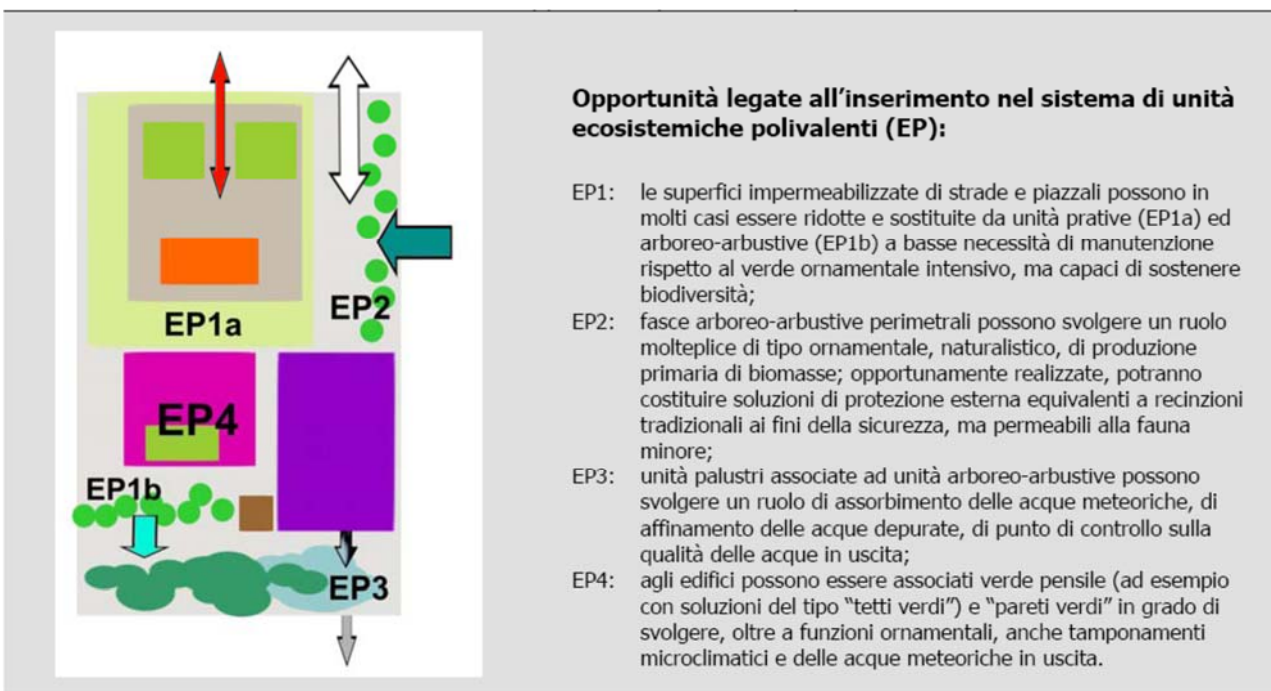 EP1a
EP2
EP4
EP1b
EP3
Opportunità legate all'inserimento nel sistema di unità
ecosistemiche polivalenti (EP):
EP1: le superfici impermeabilizzate di strade e piazzali possono in
molti casi essere ridotte e sostituite da unità prative (EP1a) ed
arboreo-arbustive (EP1b) a basse necessità di manutenzione
rispetto al verde ornamentale intensivo, ma capaci di sostenere
biodiversità;
EP2: fasce arboreo-arbustive perimetrali possono svolgere un ruolo
molteplice di tipo ornamentale, naturalistico, di produzione
primaria di biomasse; opportunamente realizzate, potranno
costituire soluzioni di protezione esterna equivalenti a recinzioni
tradizionali ai fini della sicurezza, ma permeabili alla fauna
minore;
EP3: unità palustri associate ad unità arboreo-arbustive possono
svolgere un ruolo di assorbimento delle acque meteoriche, di
affinamento delle acque depurate, di punto di controllo sulla
qualità delle acque in uscita;
EP4: agli edifici possono essere associati verde pensile (ad esempio
con soluzioni del tipo "tetti verdi") e "pareti verdi" in grado di
svolgere, oltre a funzioni ornamentali, anche tamponamenti
microclimatici e delle acque meteoriche in uscita.